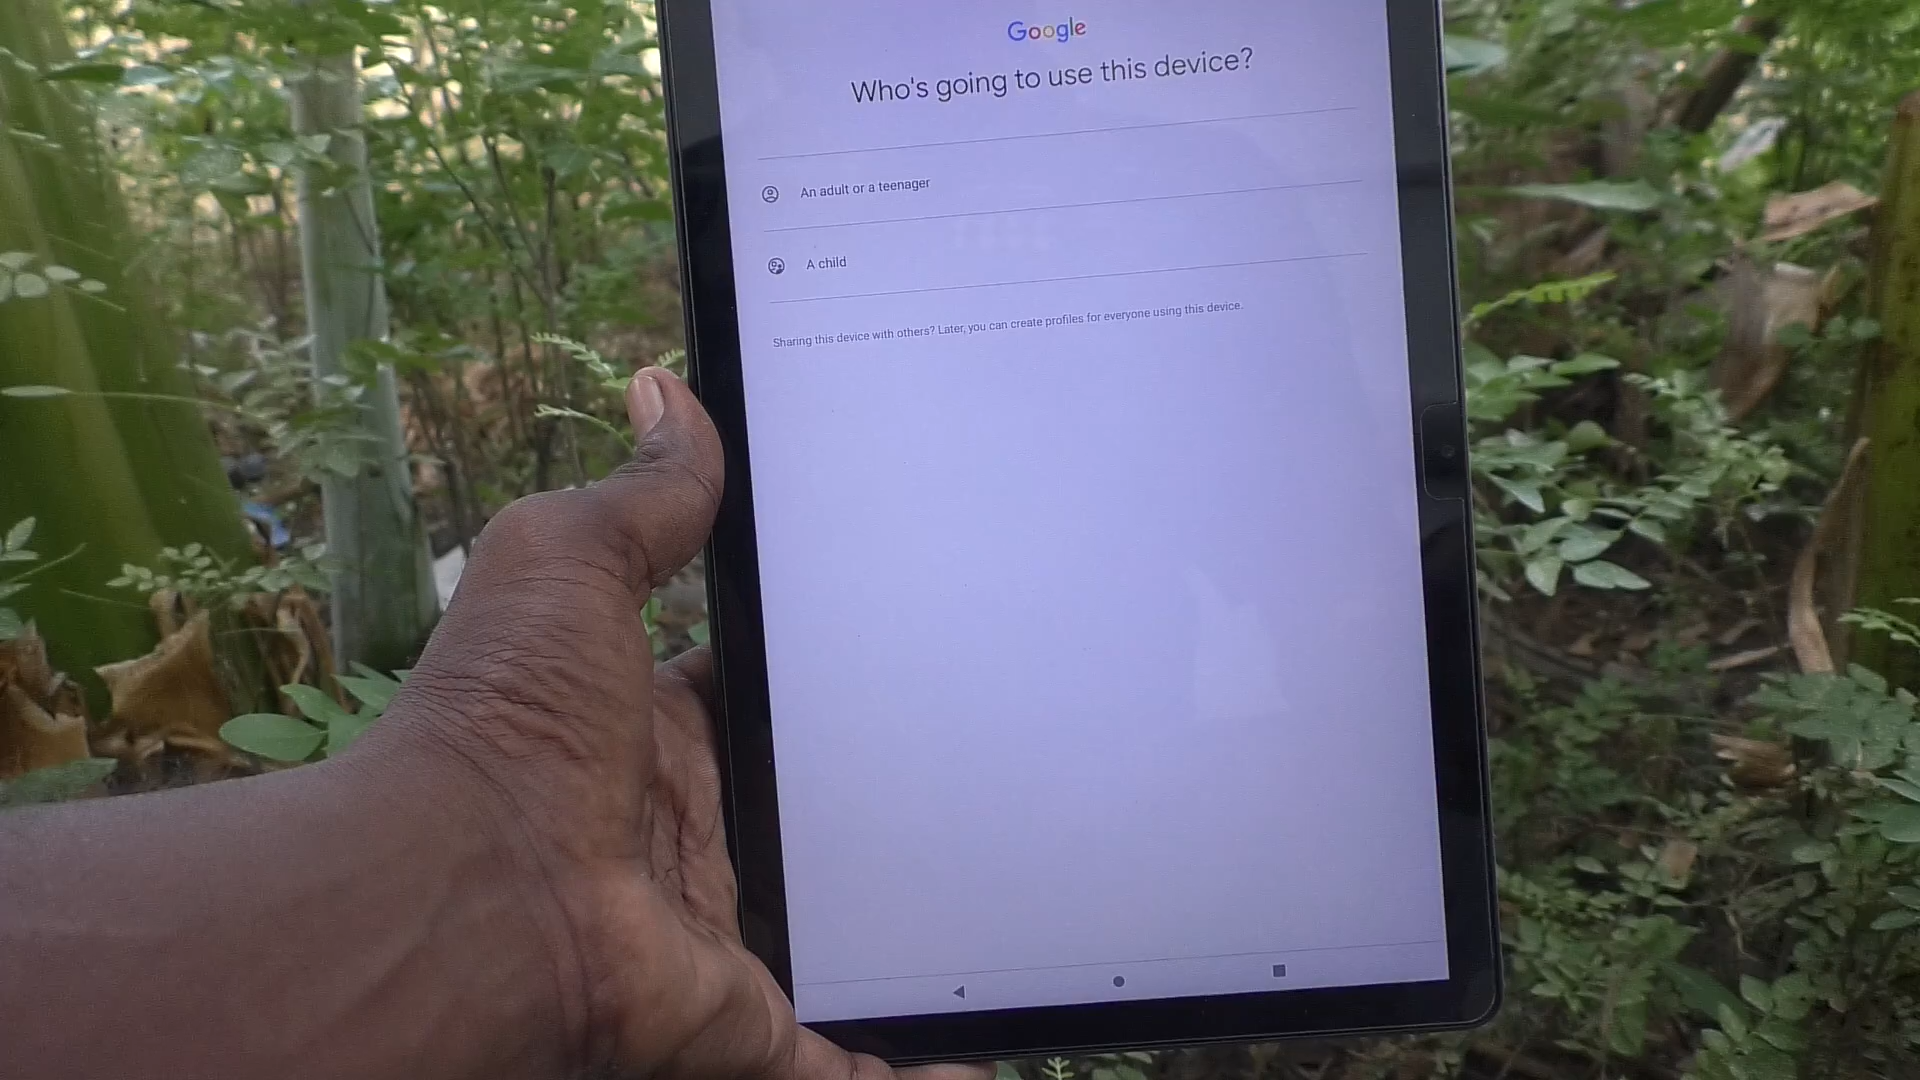 Google
Who's going to use this device?
An adult or a teenager
A child
Sharing this device with others? Later, you can create profiles for everyone using this device.